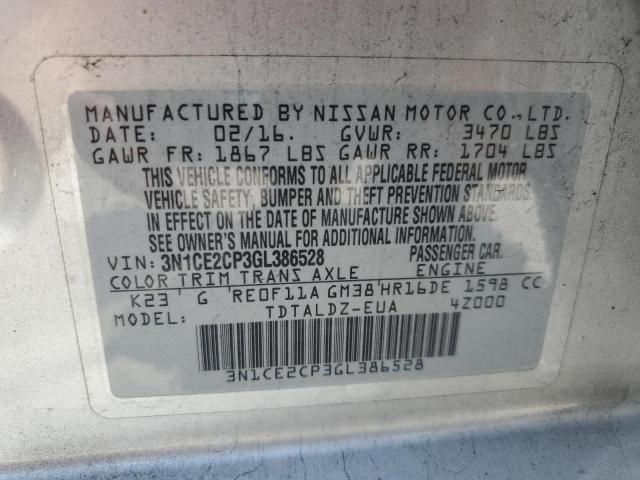 MANUFACTURED BY NISSAN MOTOR CO.,LTD.
DATE: 02/16. GVWR: 3470 LBS
GAWR FR: 1867 LBS GAWR RR: 1704 LBS
THIS VEHICLE CONFORMS TO ALL APPLICABLE FEDERAL MOTOR
VEHICLE SAFETY, BUMPER AND THEFT PREVENTION STANDARDS
IN EFFECT ON THE DATE OF MANUFACTURE SHOWN ABOVE.
SEE OWNER'S MANUAL FOR ADDITIONAL INFORMATION.
VIN: 3N1CE2CP3GL386528 PASSENGER CAR.
COLOR TRIM TRANS AXLE ENGINE
K23 G RE0F11A GM38 HR16DE 1598 CC
MODEL: TDTALDZ-EUA 4Z000
3N1CE2CP3GL386528